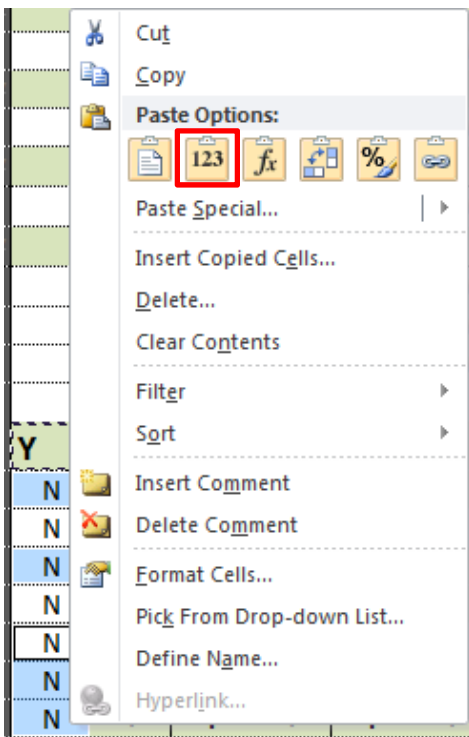 Cut
Copy
Paste Options:
123 fx %
Paste Special...
Insert Copied Cells...
Delete...
Clear Contents
Filter
Sort
Y
N
Insert Comment
N
Delete Comment
N
Format Cells...
N
Pick From Drop-down List...
N
Define Name...
N
Hyperlink...
N